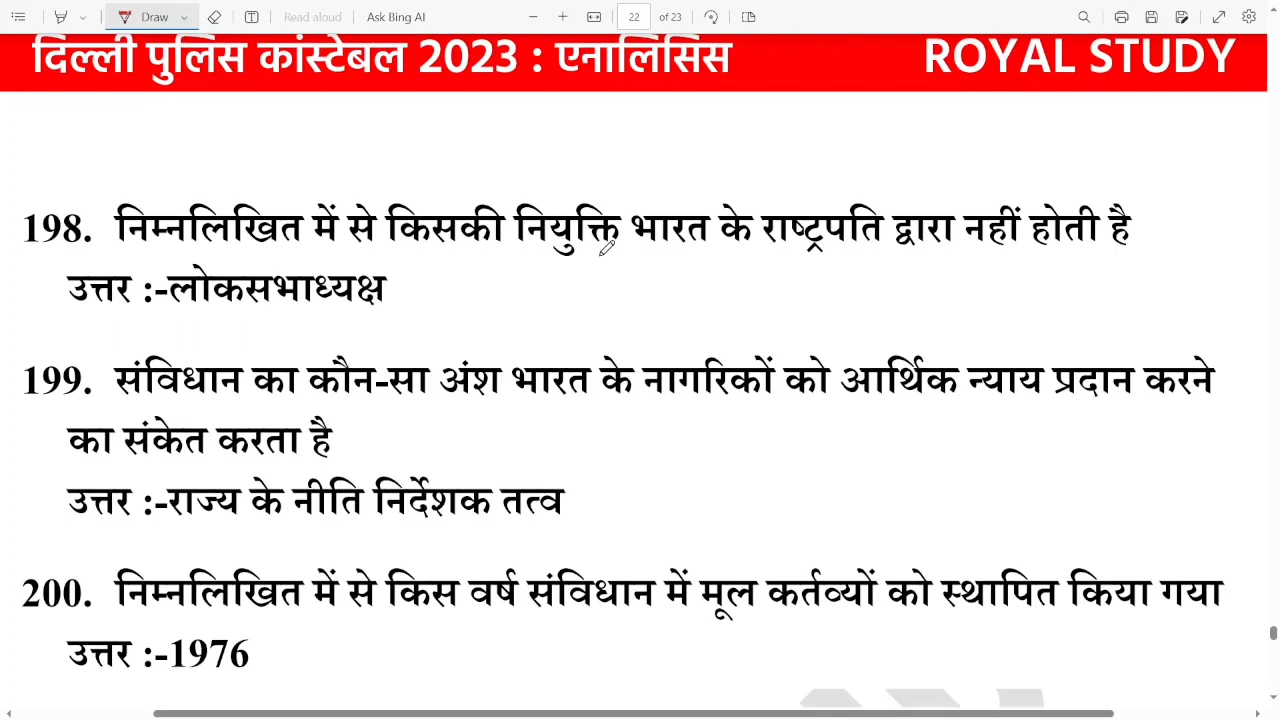 Draw
Read aloud
Ask Bing AI
22 of 23
दिल्ली पुलिस कांस्टेबल 2023 : एनालिसिस ROYAL STUDY
198. निम्नलिखित में से किसकी नियुक्ति भारत के राष्ट्रपति द्वारा नहीं होती है
उत्तर :-लोकसभाध्यक्ष
199. संविधान का कौन-सा अंश भारत के नागरिकों को आर्थिक न्याय प्रदान करने
का संकेत करता है
उत्तर :-राज्य के नीति निर्देशक तत्व
200. निम्नलिखित में से किस वर्ष संविधान में मूल कर्तव्यों को स्थापित किया गया
उत्तर :-1976